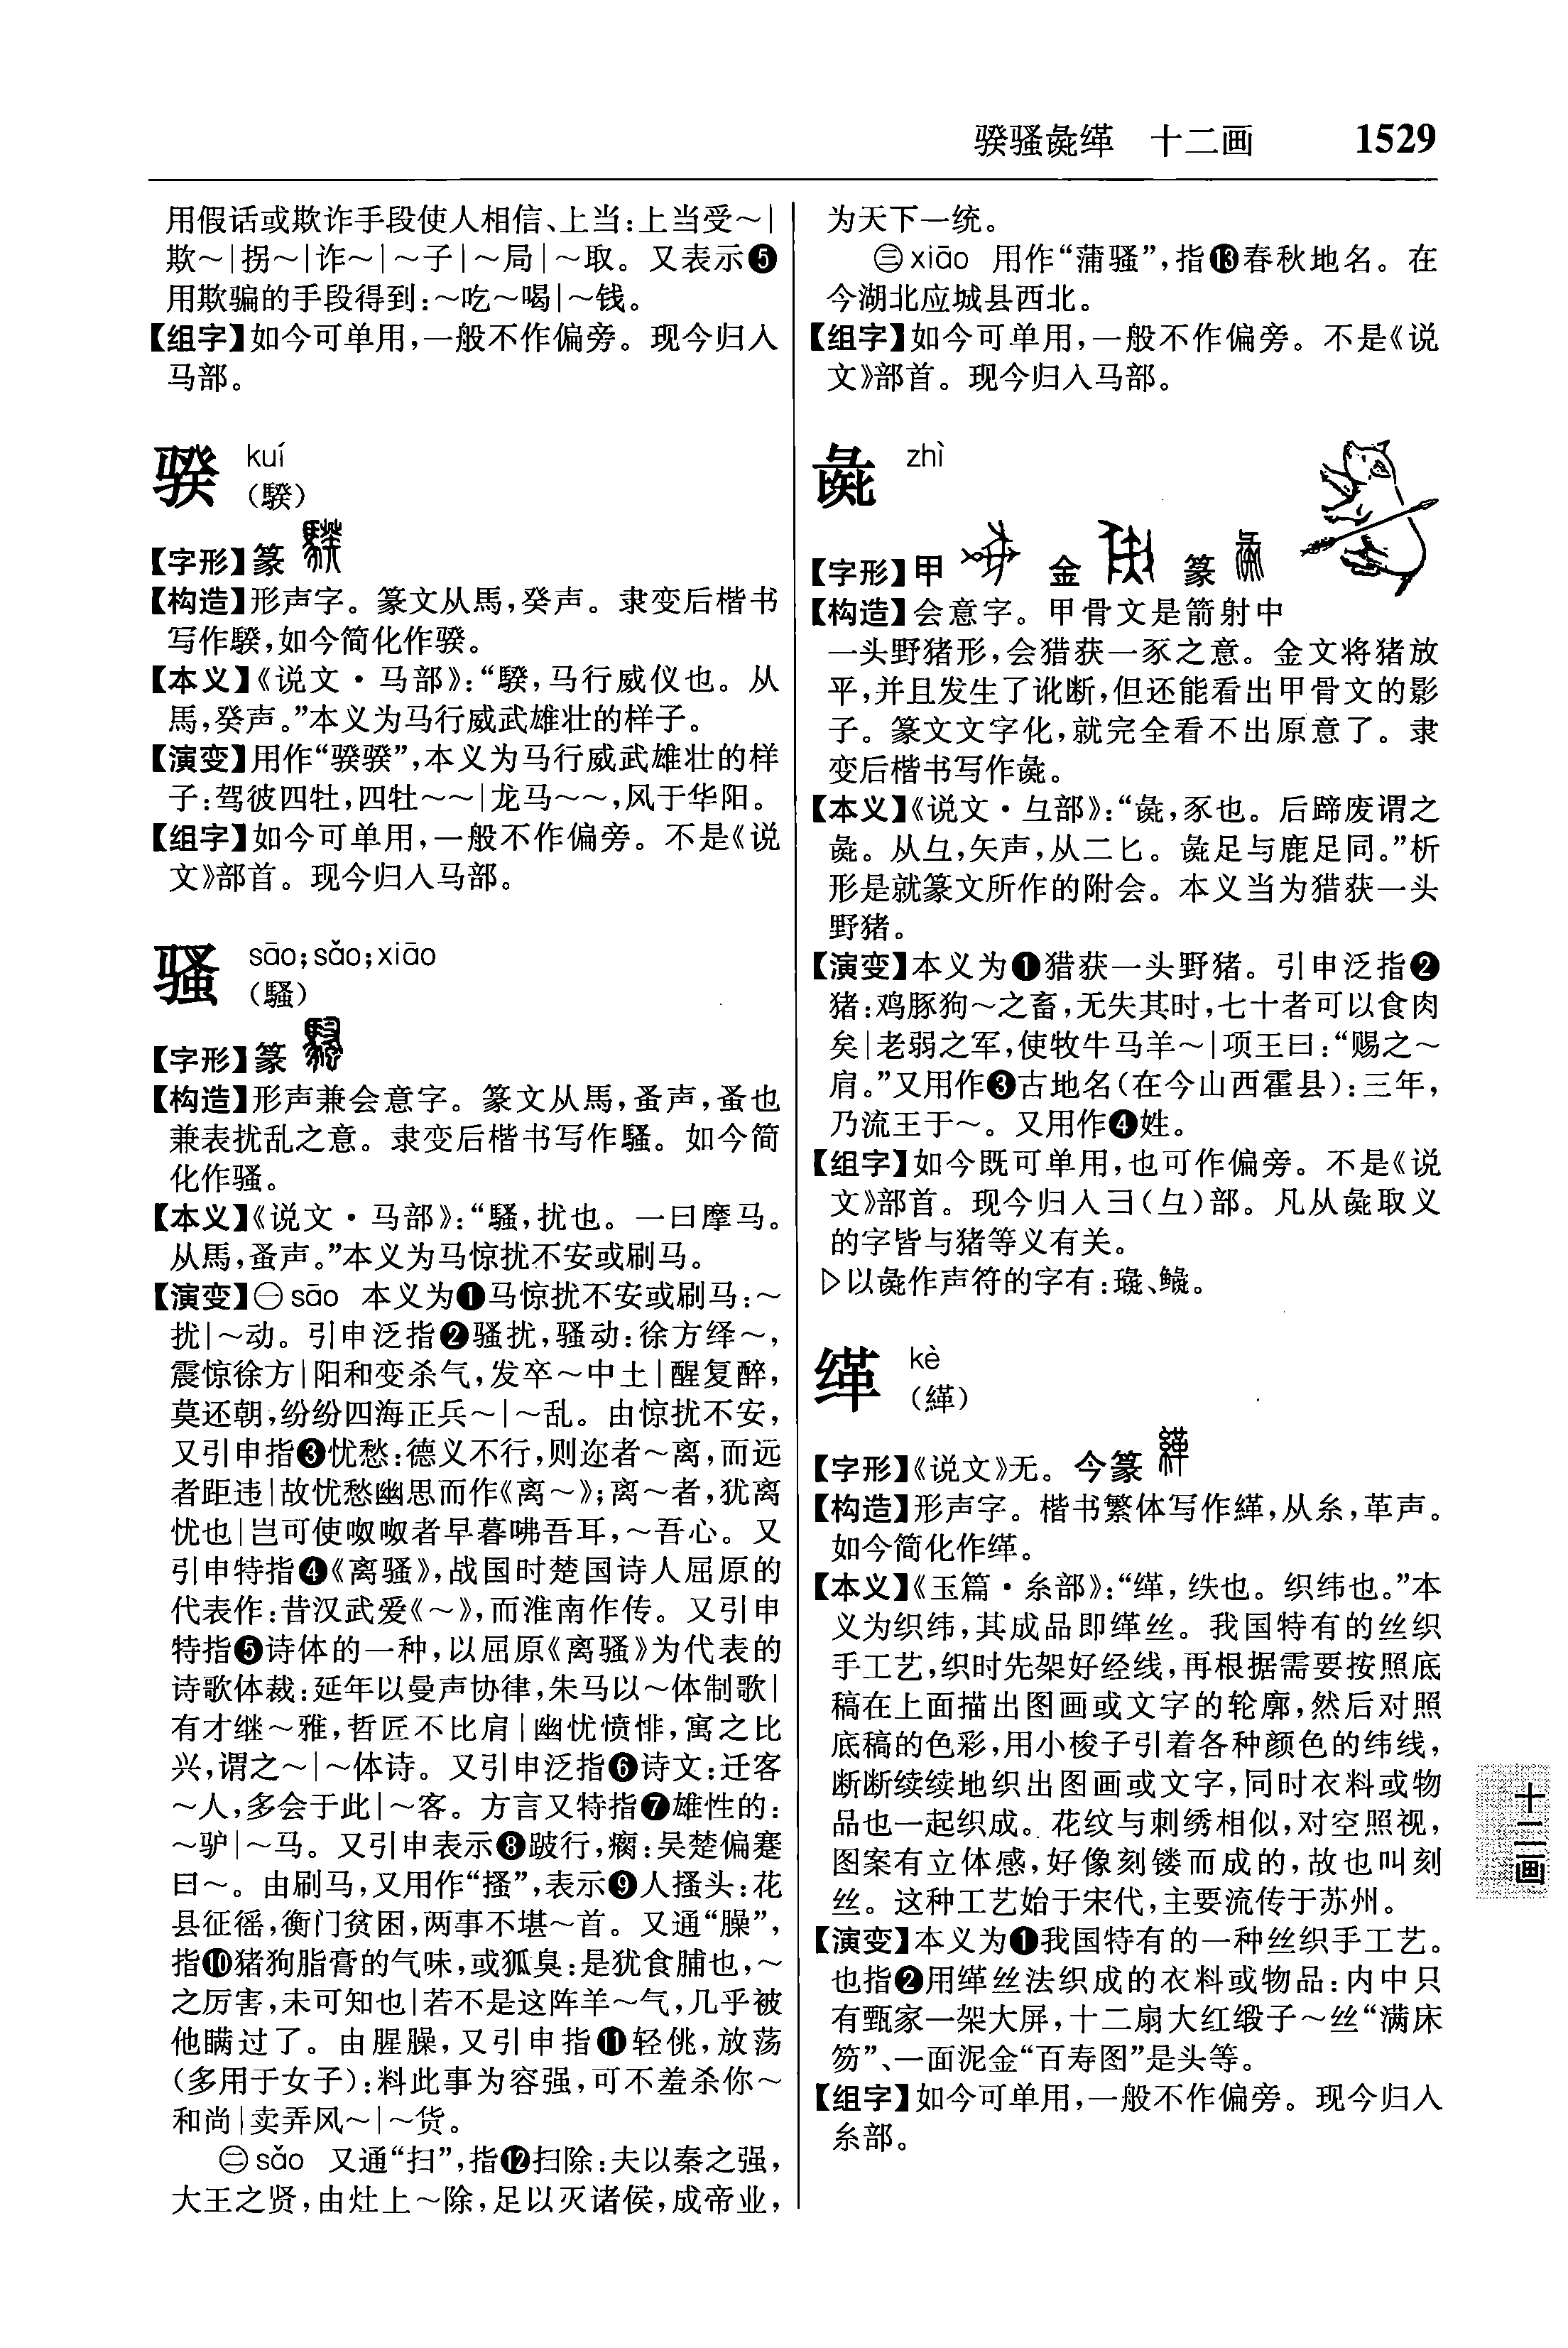 骙骚彘缂 十二画 1529
用假话或欺诈手段使人相信、上当：上当受～|
欺～|拐～|诈～|～子|～局|～取。又表示❺
用欺骗的手段得到：～吃～喝|～钱。
【组字】如今可单用，一般不作偏旁。现今归入
马部。
骙 kuí
（騤）
【字形】篆
【构造】形声字。篆文从馬，癸声。隶变后楷书
写作騤，如今简化作骙。
【本义】《说文·马部》：“騤，马行威仪也。从
馬，癸声。”本义为马行威武雄壮的样子。
【演变】用作“骙骙”，本义为马行威武雄壮的样
子：驾彼四牡，四牡～～|龙马～～，风于华阳。
【组字】如今可单用，一般不作偏旁。不是《说
文》部首。现今归入马部。
骚 sāo；sǎo；xiāo
（騷）
【字形】篆
【构造】形声兼会意字。篆文从馬，蚤声，蚤也
兼表扰乱之意。隶变后楷书写作騷。如今简
化作骚。
【本义】《说文·马部》：“騷，扰也。一曰摩马。
从馬，蚤声。”本义为马惊扰不安或刷马。
【演变】㊀sāo 本义为❶马惊扰不安或刷马：～
扰|～动。引申泛指❷骚扰，骚动：徐方绎～，
震惊徐方|阳和变杀气，发卒～中土|醒复醉，
莫还朝，纷纷四海正兵～|～乱。由惊扰不安，
又引申指❸忧愁：德义不行，则迩者～离，而远
者距违|故忧愁幽思而作《离～》；离～者，犹离
忧也|岂可使呶呶者早暮咈吾耳，～吾心。又
引申特指❹《离骚》，战国时楚国诗人屈原的
代表作：昔汉武爱《～》，而淮南作传。又引申
特指❺诗体的一种，以屈原《离骚》为代表的
诗歌体裁：延年以曼声协律，朱马以～体制歌|
有才继～雅，哲匠不比肩|幽忧愤悱，寓之比
兴，谓之～|～体诗。又引申泛指❻诗文：迁客
～人，多会于此|～客。方言又特指❼雄性的：
～驴|～马。又引申表示❽跛行，瘸：吴楚偏蹇
曰～。由刷马，又用作“搔”，表示❾人搔头：花
县征徭，衡门贫困，两事不堪～首。又通“臊”，
指❿猪狗脂膏的气味，或狐臭：是犹食脯也，～
之厉害，未可知也|若不是这阵羊～气，几乎被
他瞒过了。由腥臊，又引申指⓫轻佻，放荡
（多用于女子）：料此事为容强，可不羞杀你～
和尚|卖弄风～|～货。
㊁sǎo 又通“扫”，指⓬扫除：夫以秦之强，
大王之贤，由灶上～除，足以灭诸侯，成帝业，
为天下一统。
㊂xiāo 用作“蒲骚”，指⓭春秋地名。在
今湖北应城县西北。
【组字】如今可单用，一般不作偏旁。不是《说
文》部首。现今归入马部。
彘 zhì
【字形】甲 金 篆
【构造】会意字。甲骨文是箭射中
一头野猪形，会猎获一豕之意。金文将猪放
平，并且发生了讹断，但还能看出甲骨文的影
子。篆文文字化，就完全看不出原意了。隶
变后楷书写作彘。
【本义】《说文·彑部》：“彘，豕也。后蹄废谓之
彘。从彑，矢声，从二匕。彘足与鹿足同。”析
形是就篆文所作的附会。本义当为猎获一头
野猪。
【演变】本义为❶猎获一头野猪。引申泛指❷
猪：鸡豚狗～之畜，无失其时，七十者可以食肉
矣|老弱之军，使牧牛马羊～|项王曰：“赐之～
肩。”又用作❸古地名（在今山西霍县）：三年，
乃流王于～。又用作❹姓。
【组字】如今既可单用，也可作偏旁。不是《说
文》部首。现今归入彐（彑）部。凡从彘取义
的字皆与猪等义有关。
▷以彘作声符的字有：璏、𬶭。
缂 kè
（緙）
【字形】《说文》无。今篆
【构造】形声字。楷书繁体写作緙，从糸，革声。
如今简化作缂。
【本义】《玉篇·糸部》：“缂，紩也。织纬也。”本
义为织纬，其成品即缂丝。我国特有的丝织
手工艺，织时先架好经线，再根据需要按照底
稿在上面描出图画或文字的轮廓，然后对照
底稿的色彩，用小梭子引着各种颜色的纬线，
断断续续地织出图画或文字，同时衣料或物
品也一起织成。花纹与刺绣相似，对空照视，
图案有立体感，好像刻镂而成的，故也叫刻
丝。这种工艺始于宋代，主要流传于苏州。
【演变】本义为❶我国特有的一种丝织手工艺。
也指❷用缂丝法织成的衣料或物品：内中只
有甄家一架大屏，十二扇大红缎子～丝“满床
笏”、一面泥金“百寿图”是头等。
【组字】如今可单用，一般不作偏旁。现今归入
糸部。
十二画